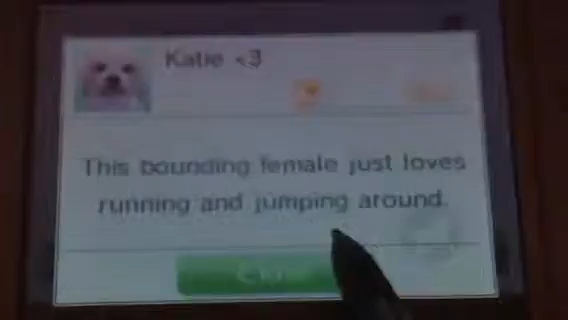 Katie <3
This bounding female just loves
running and jumping around.